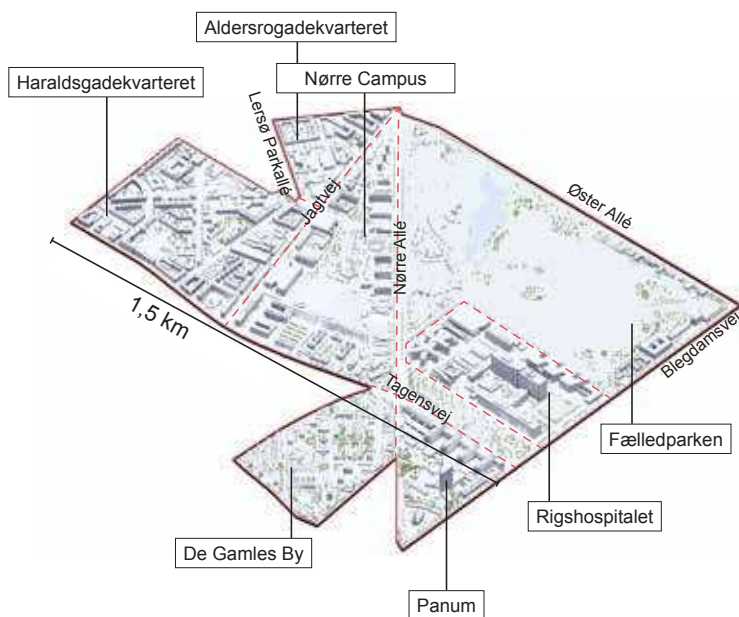 Aldersrogadekvarteret
Nørre Campus
Haraldsgadekvarteret
Lersø Parkallé
Jagtvej
Øster Allé
Nørre Allé
1,5 km
Blegdamsvej
Tagensvej
Fælledparken
Rigshospitalet
De Gamles By
Panum